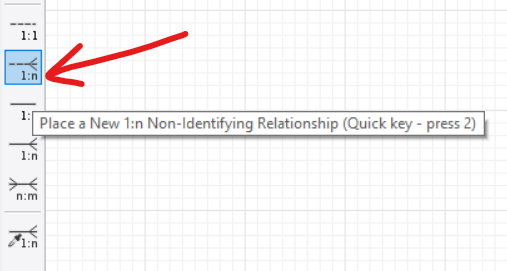 1:1
1:n
1:
Place a New 1:n Non-Identifying Relationship (Quick key - press 2)
1:n
n:m
1:n